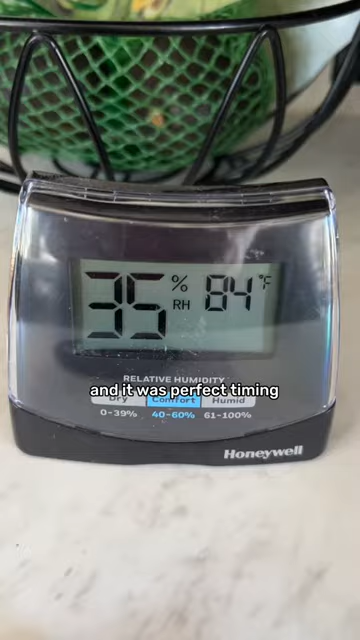 35 % RH 84 °F
RELATIVE HUMIDITY
and it was perfect timing
Dry Comfort Humid
0-39% 40-60% 61-100%
Honeywell